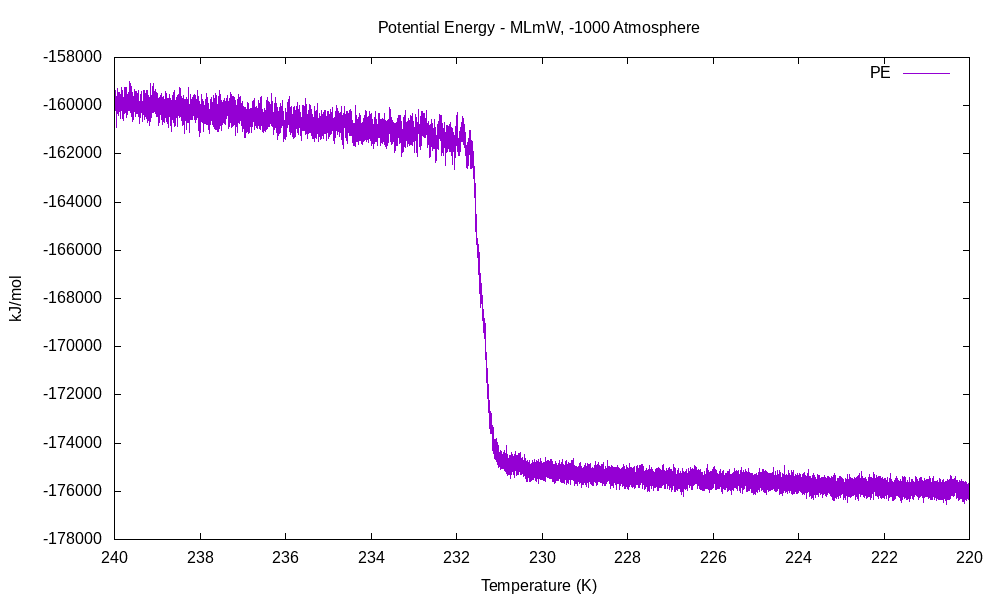 Potential Energy - MLmW, -1000 Atmosphere
PE
-158000
-160000
-162000
-164000
-166000
-168000
-170000
-172000
-174000
-176000
-178000
kJ/mol
240 238 236 234 232 230 228 226 224 222 220
Temperature (K)